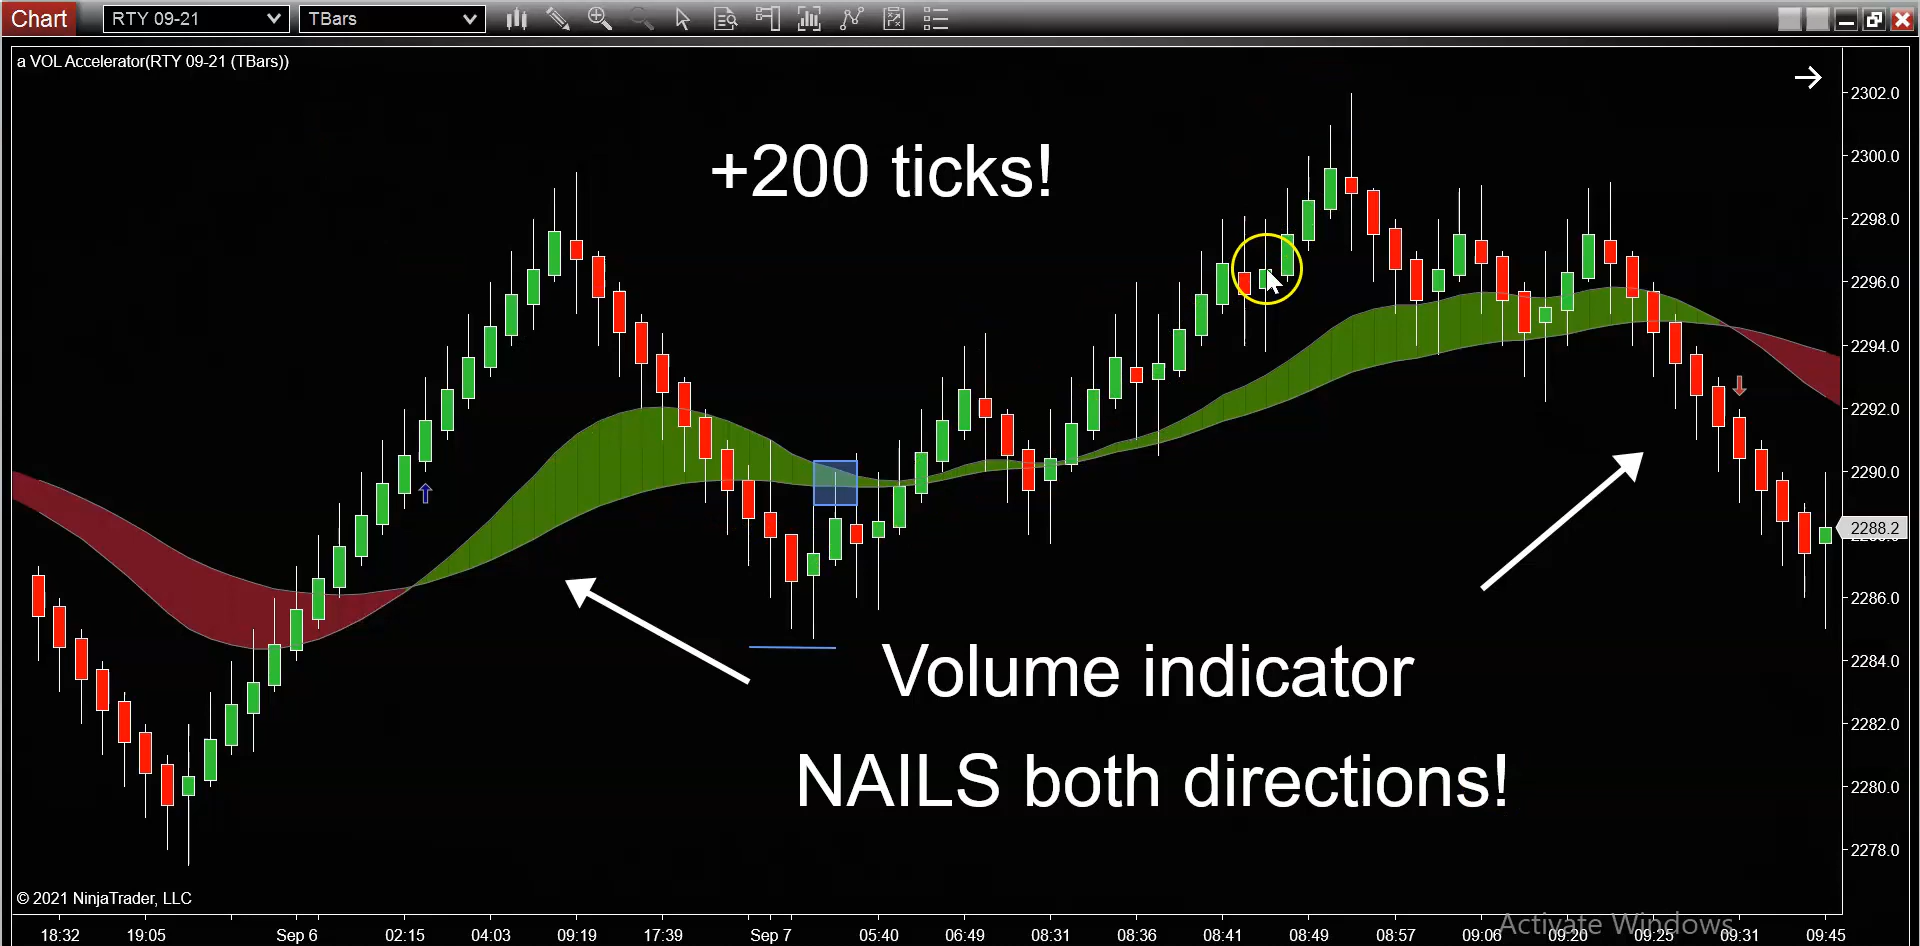 Chart RTY 09-21 TBars
a VOL Accelerator(RTY 09-21 (TBars))
2302.0
+200 ticks!
2300.0
2298.0
2296.0
2294.0
2292.0
2290.0
2288.2
2286.0
Volume indicator
2284.0
2282.0
NAILS both directions!
2280.0
2278.0
© 2021 NinjaTrader, LLC
Activate Windows
18:32 19:05 Sep 6 02:15 04:03 09:19 17:39 Sep 7 05:40 06:49 08:31 08:36 08:41 08:49 08:57 09:06 09:20 09:25 09:31 09:45